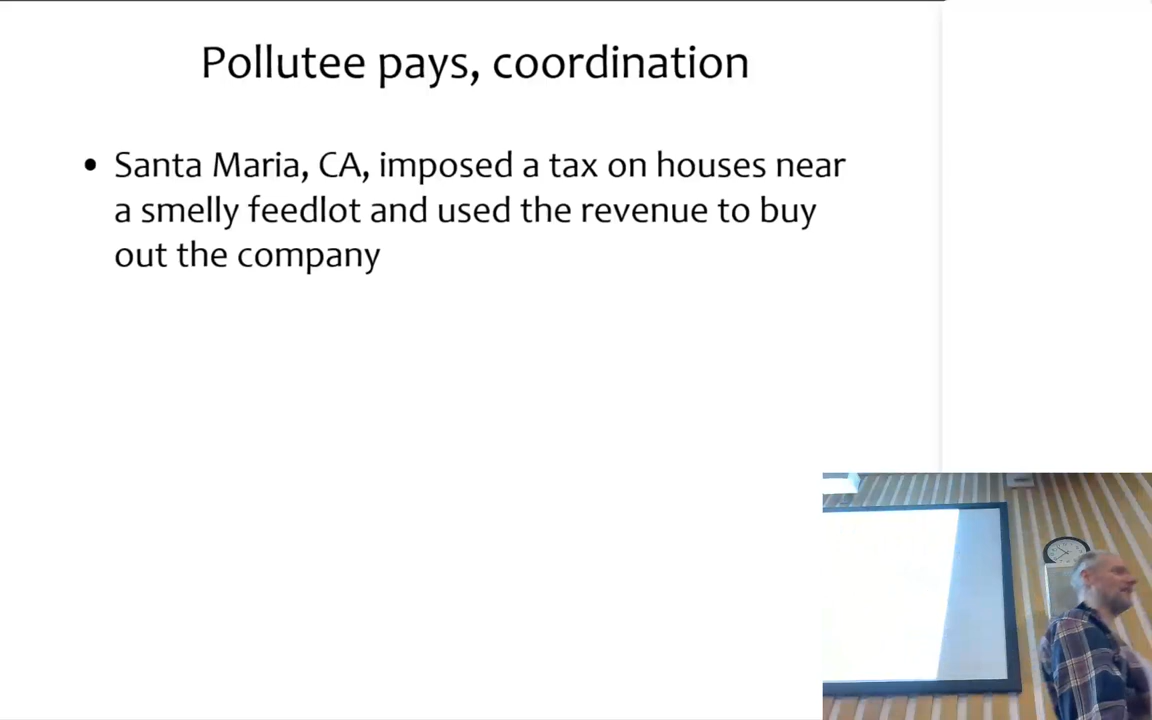 Pollutee pays, coordination
• Santa Maria, CA, imposed a tax on houses near
a smelly feedlot and used the revenue to buy
out the company